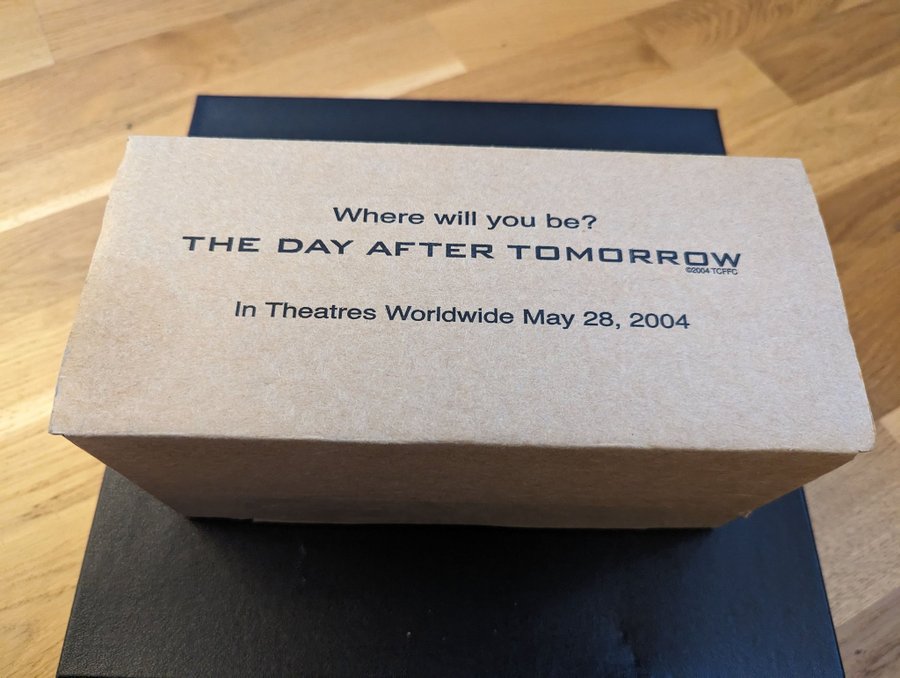 Where will you be?
THE DAY AFTER TOMORROW
©2004 TCFFC
In Theatres Worldwide May 28, 2004